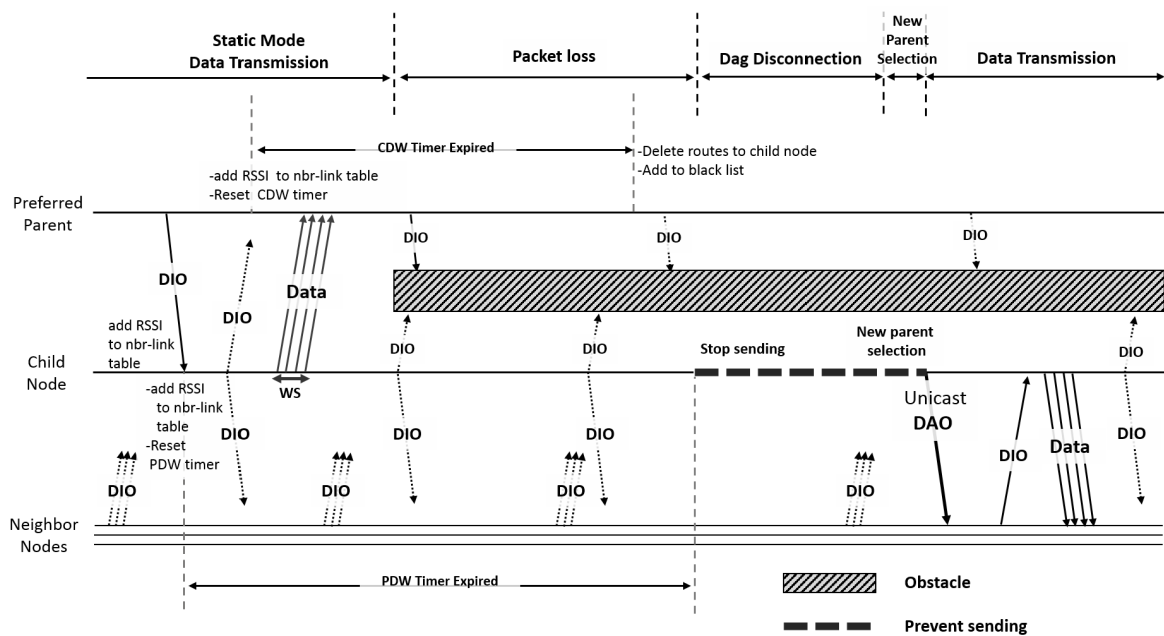 Static Mode
Data Transmission
Packet loss
Dag Disconnection
New
Parent
Selection
Data Transmission
CDW Timer Expired
-Delete routes to child node
-Add to black list
-add RSSI to nbr-link table
-Reset CDW timer
Preferred
Parent
DIO
DIO
DIO
DIO
Data
DIO
add RSSI
to nbr-link
table
DIO
DIO
DIO
Stop sending
New parent
selection
Child
Node
WS
-add RSSI
to nbr-link
table
-Reset
PDW timer
Unicast
DAO
DIO
DIO
DIO
DIO
Data
DIO
DIO
DIO
DIO
DIO
Neighbor
Nodes
PDW Timer Expired
Obstacle
Prevent sending